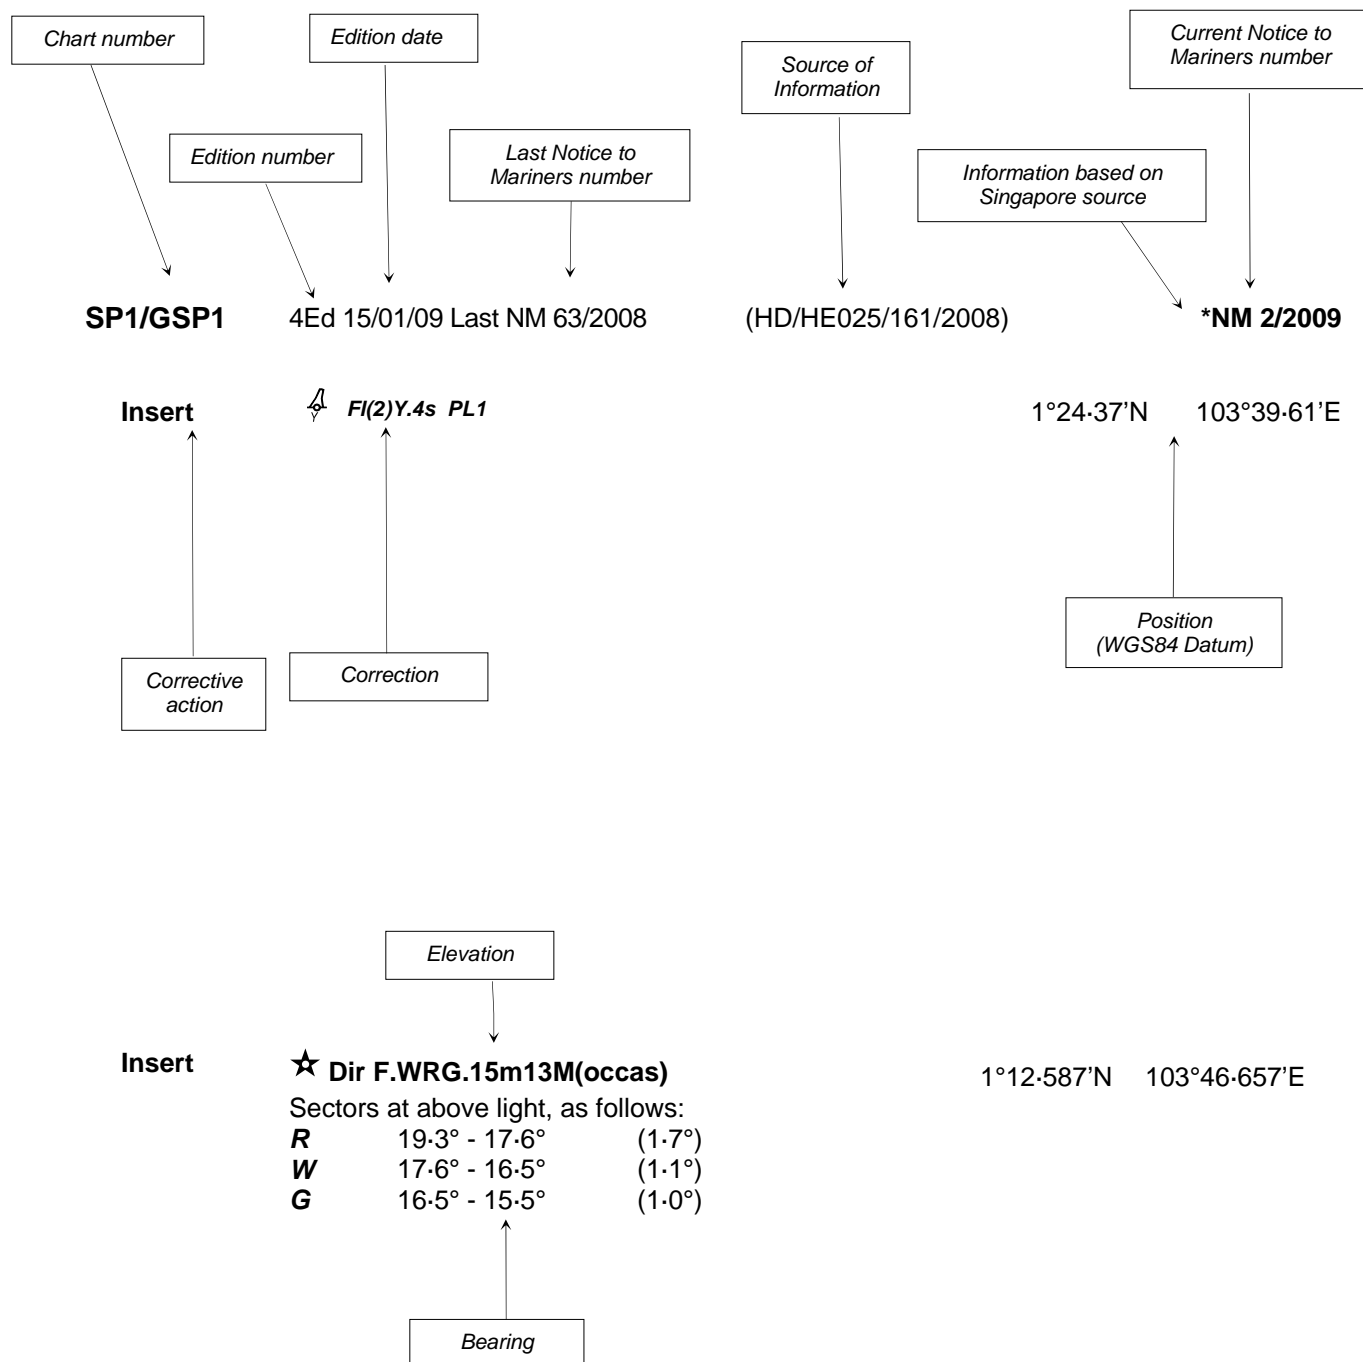 Chart number
Edition date
Current Notice to
Mariners number
Source of
Information
Edition number
Last Notice to
Mariners number
Information based on
Singapore source
SP1/GSP1 4Ed 15/01/09 Last NM 63/2008 (HD/HE025/161/2008) *NM 2/2009
Insert Fl(2)Y.4s PL1 1°24·37’N 103°39·61’E
Position
(WGS84 Datum)
Corrective
action
Correction
Elevation
Insert Dir F.WRG.15m13M(occas) 1°12·587’N 103°46·657’E
Sectors at above light, as follows:
R 19·3° - 17·6° (1·7°)
W 17·6° - 16·5° (1·1°)
G 16·5° - 15·5° (1·0°)
Bearing